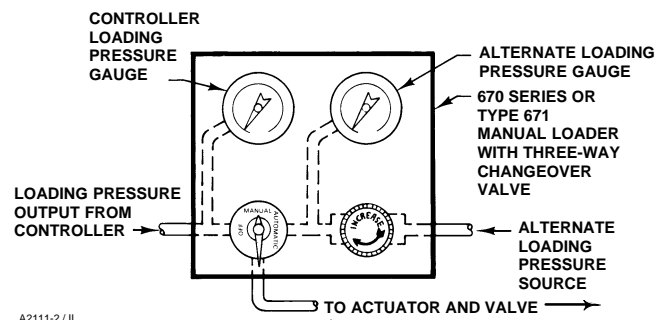 CONTROLLER
LOADING
PRESSURE
GAUGE
ALTERNATE LOADING
PRESSURE GAUGE
670 SERIES OR
TYPE 671
MANUAL LOADER
WITH THREE-WAY
CHANGEOVER
VALVE
LOADING PRESSURE
OUTPUT FROM
CONTROLLER
OFF
MANUAL
AUTOMATIC
INCREASE
ALTERNATE
LOADING
PRESSURE
SOURCE
TO ACTUATOR AND VALVE
A2111-2 / IL